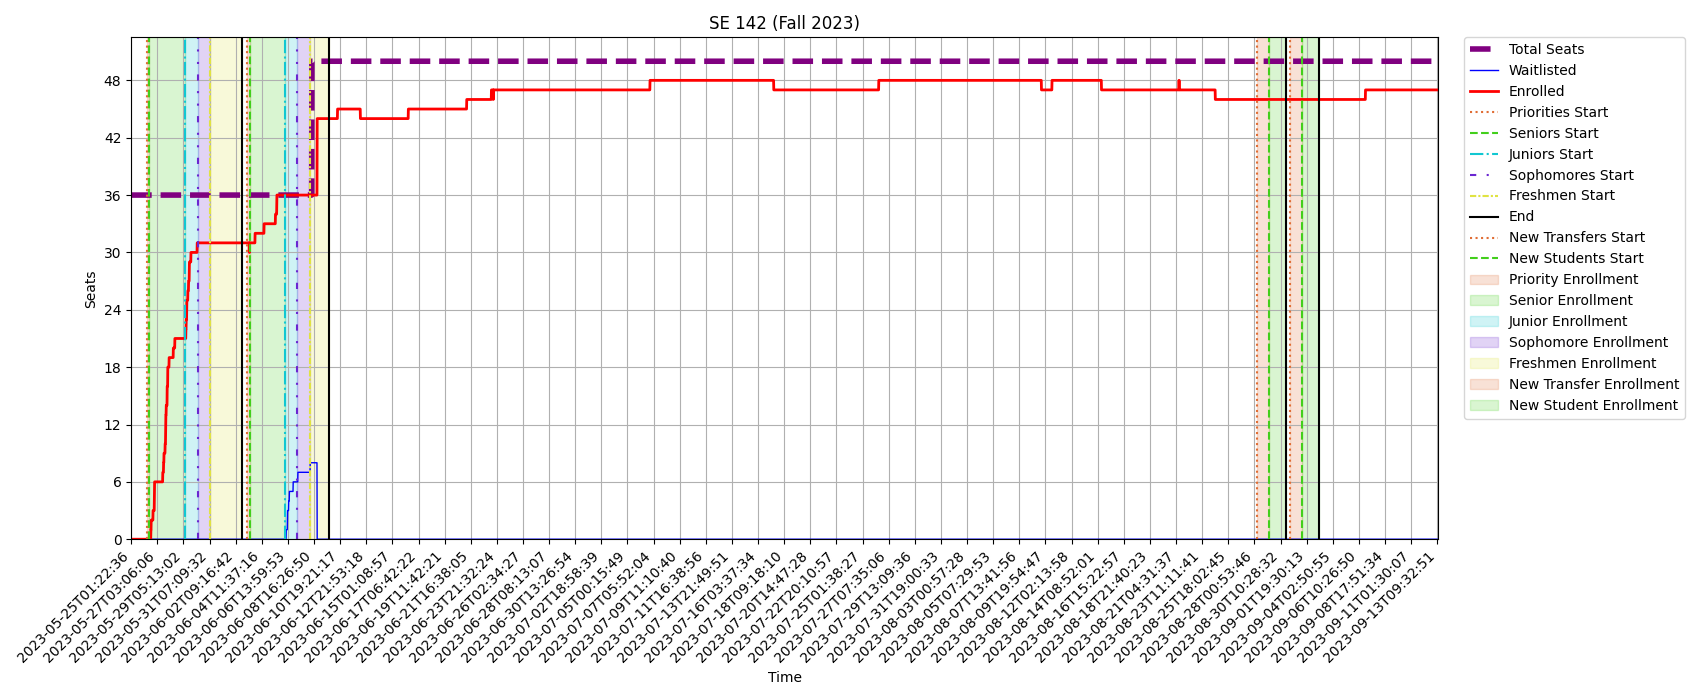 SE 142 (Fall 2023)
Total Seats
Waitlisted
Enrolled
Priorities Start
Seniors Start
Juniors Start
Sophomores Start
Freshmen Start
End
New Transfers Start
New Students Start
Priority Enrollment
Senior Enrollment
Junior Enrollment
Sophomore Enrollment
Freshmen Enrollment
New Transfer Enrollment
New Student Enrollment
Seats
48
42
36
30
24
18
12
6
0
2023-05-25T01:22:36
2023-05-27T03:06:06
2023-05-29T05:13:02
2023-05-31T07:09:32
2023-06-02T09:16:42
2023-06-04T11:37:16
2023-06-06T13:59:53
2023-06-08T16:26:50
2023-06-10T19:21:17
2023-06-12T21:53:18
2023-06-15T01:08:57
2023-06-17T06:42:22
2023-06-19T11:42:21
2023-06-21T16:38:05
2023-06-23T21:32:24
2023-06-26T02:34:27
2023-06-28T08:13:07
2023-06-30T13:26:54
2023-07-02T18:58:39
2023-07-05T00:15:49
2023-07-07T05:52:04
2023-07-09T11:10:40
2023-07-11T16:38:56
2023-07-13T21:49:51
2023-07-16T03:37:34
2023-07-18T09:18:10
2023-07-20T14:47:28
2023-07-22T20:10:57
2023-07-25T01:38:27
2023-07-27T07:35:06
2023-07-29T13:09:36
2023-07-31T19:00:33
2023-08-03T00:57:28
2023-08-05T07:29:53
2023-08-07T13:41:56
2023-08-09T19:54:47
2023-08-12T02:13:58
2023-08-14T08:52:01
2023-08-16T15:22:57
2023-08-18T21:40:23
2023-08-21T04:31:37
2023-08-23T11:11:41
2023-08-25T18:02:45
2023-08-28T00:53:46
2023-08-30T10:28:32
2023-09-01T19:30:13
2023-09-04T02:50:55
2023-09-06T10:26:50
2023-09-08T17:51:34
2023-09-11T01:30:07
2023-09-13T09:32:51
Time